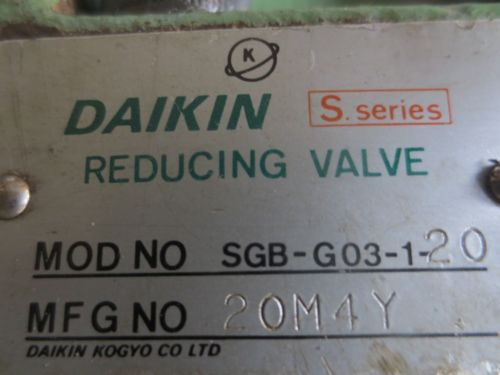 K
DAIKIN S. series
REDUCING VALVE
MOD NO SGB-G03-1-20
MFG NO 20M4Y
DAIKIN KOGYO CO LTD